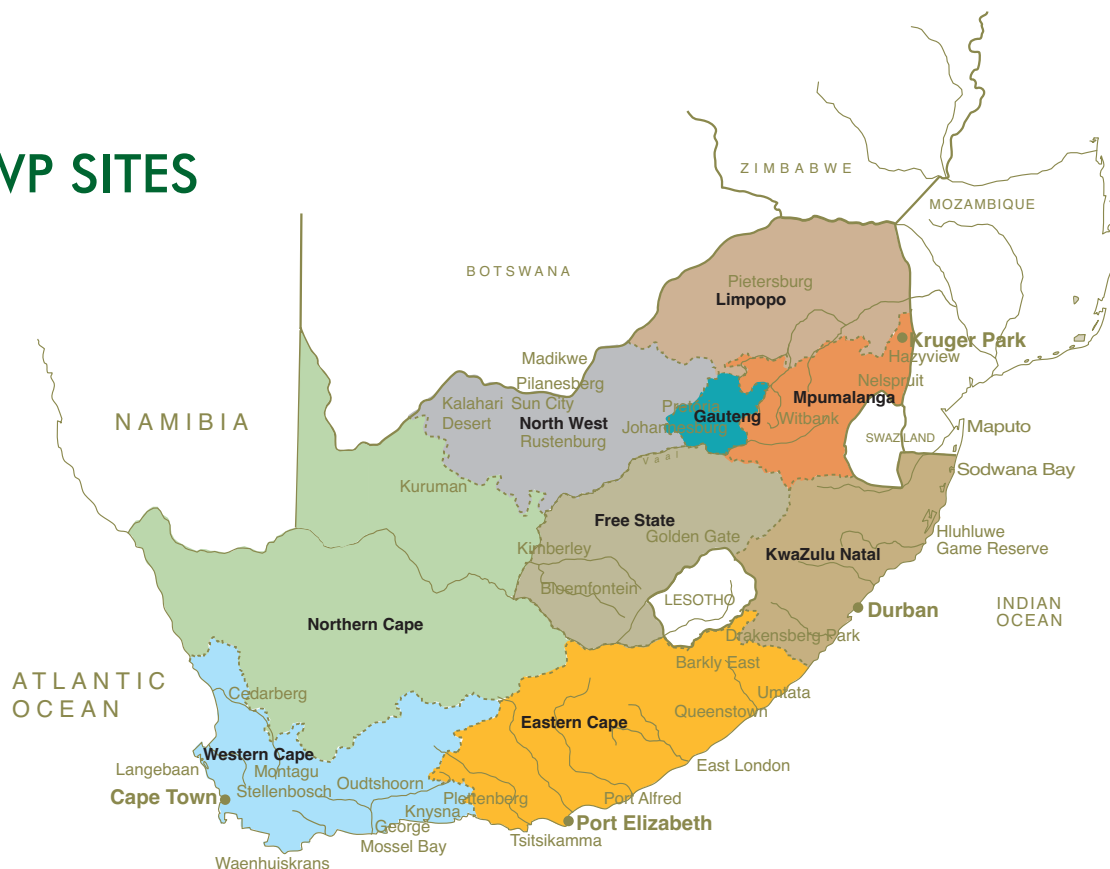 VP SITES
ZIMBABWE
MOZAMBIQUE
BOTSWANA
Pietersburg
Limpopo
Kruger Park
Hazyview
Madikwe
Pilanesberg
Nelspruit
Kalahari
Desert
Sun City
North West
Rustenburg
Pretoria
Gauteng
Johannesburg
Mpumalanga
Witbank
NAMIBIA
SWAZILAND
Maputo
Vaal
Sodwana Bay
Kuruman
Free State
Golden Gate
Kimberley
KwaZulu Natal
Hluhluwe
Game Reserve
Bloemfontein
LESOTHO
Durban
INDIAN
OCEAN
Northern Cape
Drakensberg Park
Barkly East
ATLANTIC
OCEAN
Cedarberg
Umtata
Queenstown
Eastern Cape
Western Cape
Langebaan
Montagu
Stellenbosch
Oudtshoorn
East London
Cape Town
Plettenberg
Port Alfred
Knysna
George
Port Elizabeth
Mossel Bay
Tsitsikamma
Waenhuiskrans